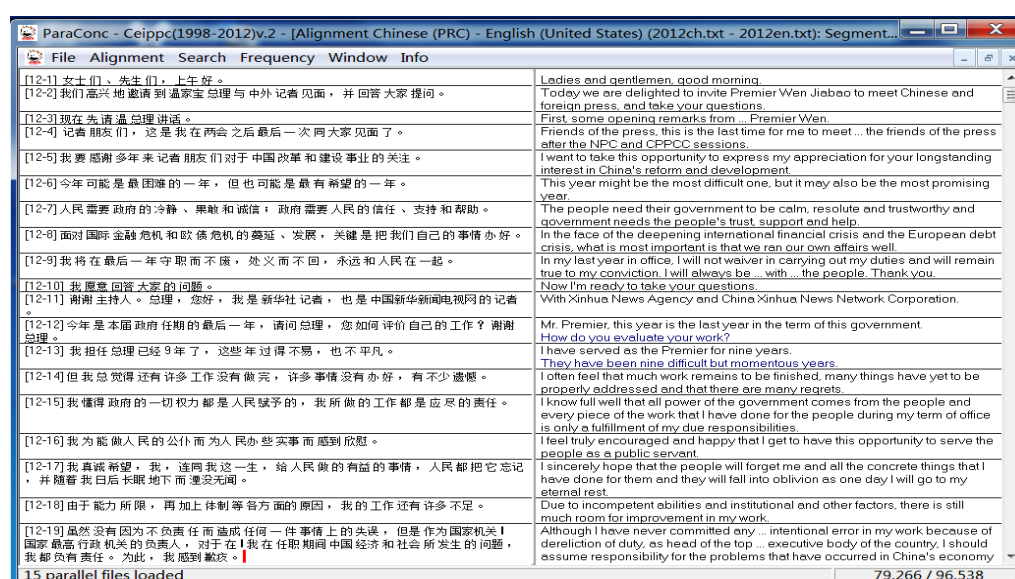 ParaConc - Ceippc(1998-2012)v.2 - [Alignment Chinese (PRC) - English (United States) (2012ch.txt - 2012en.txt): Segment...
File Alignment Search Frequency Window Info
[12-1] 女士们、先生们，上午好。
Ladies and gentlemen, good morning.
[12-2] 我们高兴地邀请到温家宝总理与中外记者见面，并回答大家提问。
Today we are delighted to invite Premier Wen Jiabao to meet Chinese and
foreign press, and take your questions.
[12-3] 现在先请温总理讲话。
First, some opening remarks from ... Premier Wen.
[12-4] 记者朋友们，这是我在两会之后最后一次同大家见面了。
Friends of the press, this is the last time for me to meet ... the friends of the press
after the NPC and CPPCC sessions.
[12-5] 我要感谢多年来记者朋友们对于中国改革和建设事业的关注。
I want to take this opportunity to express my appreciation for your longstanding
interest in China's reform and development.
[12-6] 今年可能是最困难的一年，但也可能是最有希望的一年。
This year might be the most difficult one, but it may also be the most promising
year.
[12-7] 人民需要政府的冷静、果敢和诚信；政府需要人民的信任、支持和帮助。
The people need their government to be calm, resolute and trustworthy and
government needs the people's trust, support and help.
[12-8] 面对国际金融危机和欧债危机的蔓延、发展，关键是把我们自己的事情办好。
In the face of the deepening international financial crisis and the European debt
crisis, what is most important is that we ran our own affairs well.
[12-9] 我将在最后一年守职而不废，处义而不回，永远和人民在一起。
In my last year in office, I will not waiver in carrying out my duties and will remain
true to my conviction. I will always be ... with ... the people. Thank you.
[12-10] 我愿意回答大家的问题。
Now I'm ready to take your questions.
[12-11] 谢谢主持人。总理，您好，我是新华社记者，也是中国新华新闻电视网的记者
。
With Xinhua News Agency and China Xinhua News Network Corporation.
[12-12] 今年是本届政府任期的最后一年，请问总理，您如何评价自己的工作？谢谢
总理。
Mr. Premier, this year is the last year in the term of this government.
How do you evaluate your work?
[12-13] 我担任总理已经9年了，这些年过得不易，也不平凡。
I have served as the Premier for nine years.
They have been nine difficult but momentous years.
[12-14] 但我总觉得还有许多工作没有做完，许多事情没有办好，有不少遗憾。
I often feel that much work remains to be finished, many things have yet to be
properly addressed and that there are many regrets.
[12-15] 我懂得政府的一切权力都是人民赋予的，我所做的工作都是应尽的责任。
I know full well that all power of the government comes from the people and
every piece of the work that I have done for the people during my term of office
is only a fulfillment of my due responsibilities.
[12-16] 我为能做人民的公仆而为人民办些实事而感到欣慰。
I feel truly encouraged and happy that I get to have this opportunity to serve the
people as a public servant.
[12-17] 我真诚希望，我，连同我这一生，给人民做的有益的事情，人民都把它忘记
，并随着我日后长眠地下而湮没无闻。
I sincerely hope that the people will forget me and all the concrete things that I
have done for them and they will fall into oblivion as one day I will go to my
eternal rest.
[12-18] 由于能力所限，再加上体制等各方面的原因，我的工作还有许多不足。
Due to incompetent abilities and institutional and other factors, there is still
much room for improvement in my work.
[12-19] 虽然没有因为不负责任而造成任何一件事情上的失误，但是作为国家机关！
国家最高行政机关的负责人，对于在！我在任职期间中国经济和社会所发生的问题，
我都负有责任。为此，我感到歉疚。
Although I have never committed any ... intentional error in my work because of
dereliction of duty, as head of the top ... executive body of the country, I should
assume responsibility for the problems that have occurred in China's economy
15 parallel files loaded
79,266 / 96,538